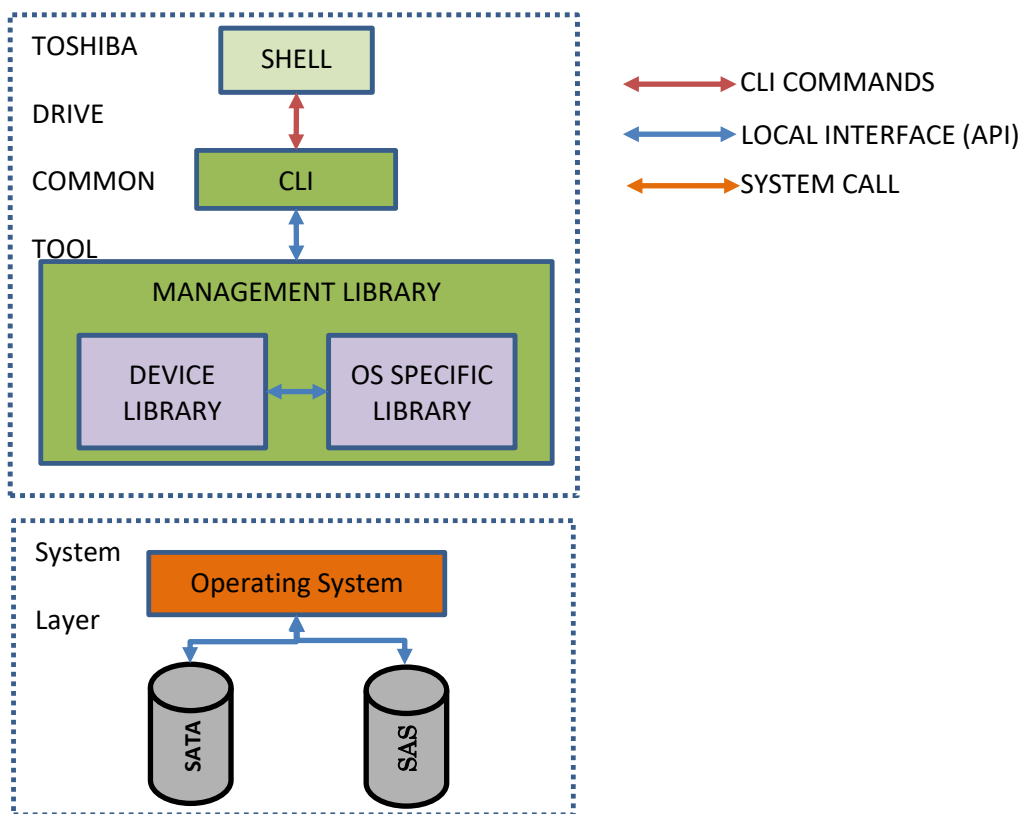 TOSHIBA
DRIVE
COMMON
TOOL
SHELL
CLI
MANAGEMENT LIBRARY
DEVICE
LIBRARY
OS SPECIFIC
LIBRARY
CLI COMMANDS
LOCAL INTERFACE (API)
SYSTEM CALL
System
Layer
Operating System
SATA
SAS